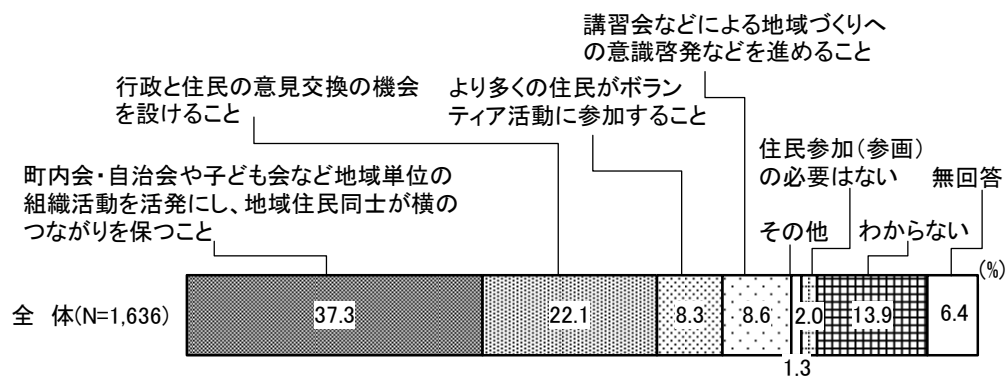 講習会などによる地域づくりへ
の意識啓発などを進めること
行政と住民の意見交換の機会
を設けること
より多くの住民がボラン
ティア活動に参加すること
住民参加(参画)
の必要はない
無回答
町内会・自治会や子ども会など地域単位の
組織活動を活発にし、地域住民同士が横の
つながりを保つこと
その他
わからない
(%)
全 体(N=1,636)
37.3
22.1
8.3
8.6
2.0
13.9
6.4
1.3